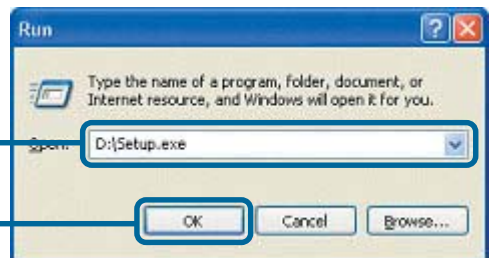 Run
Type the name of a program, folder, document, or
Internet resource, and Windows will open it for you.
Open: D:\Setup.exe
OK Cancel Browse...